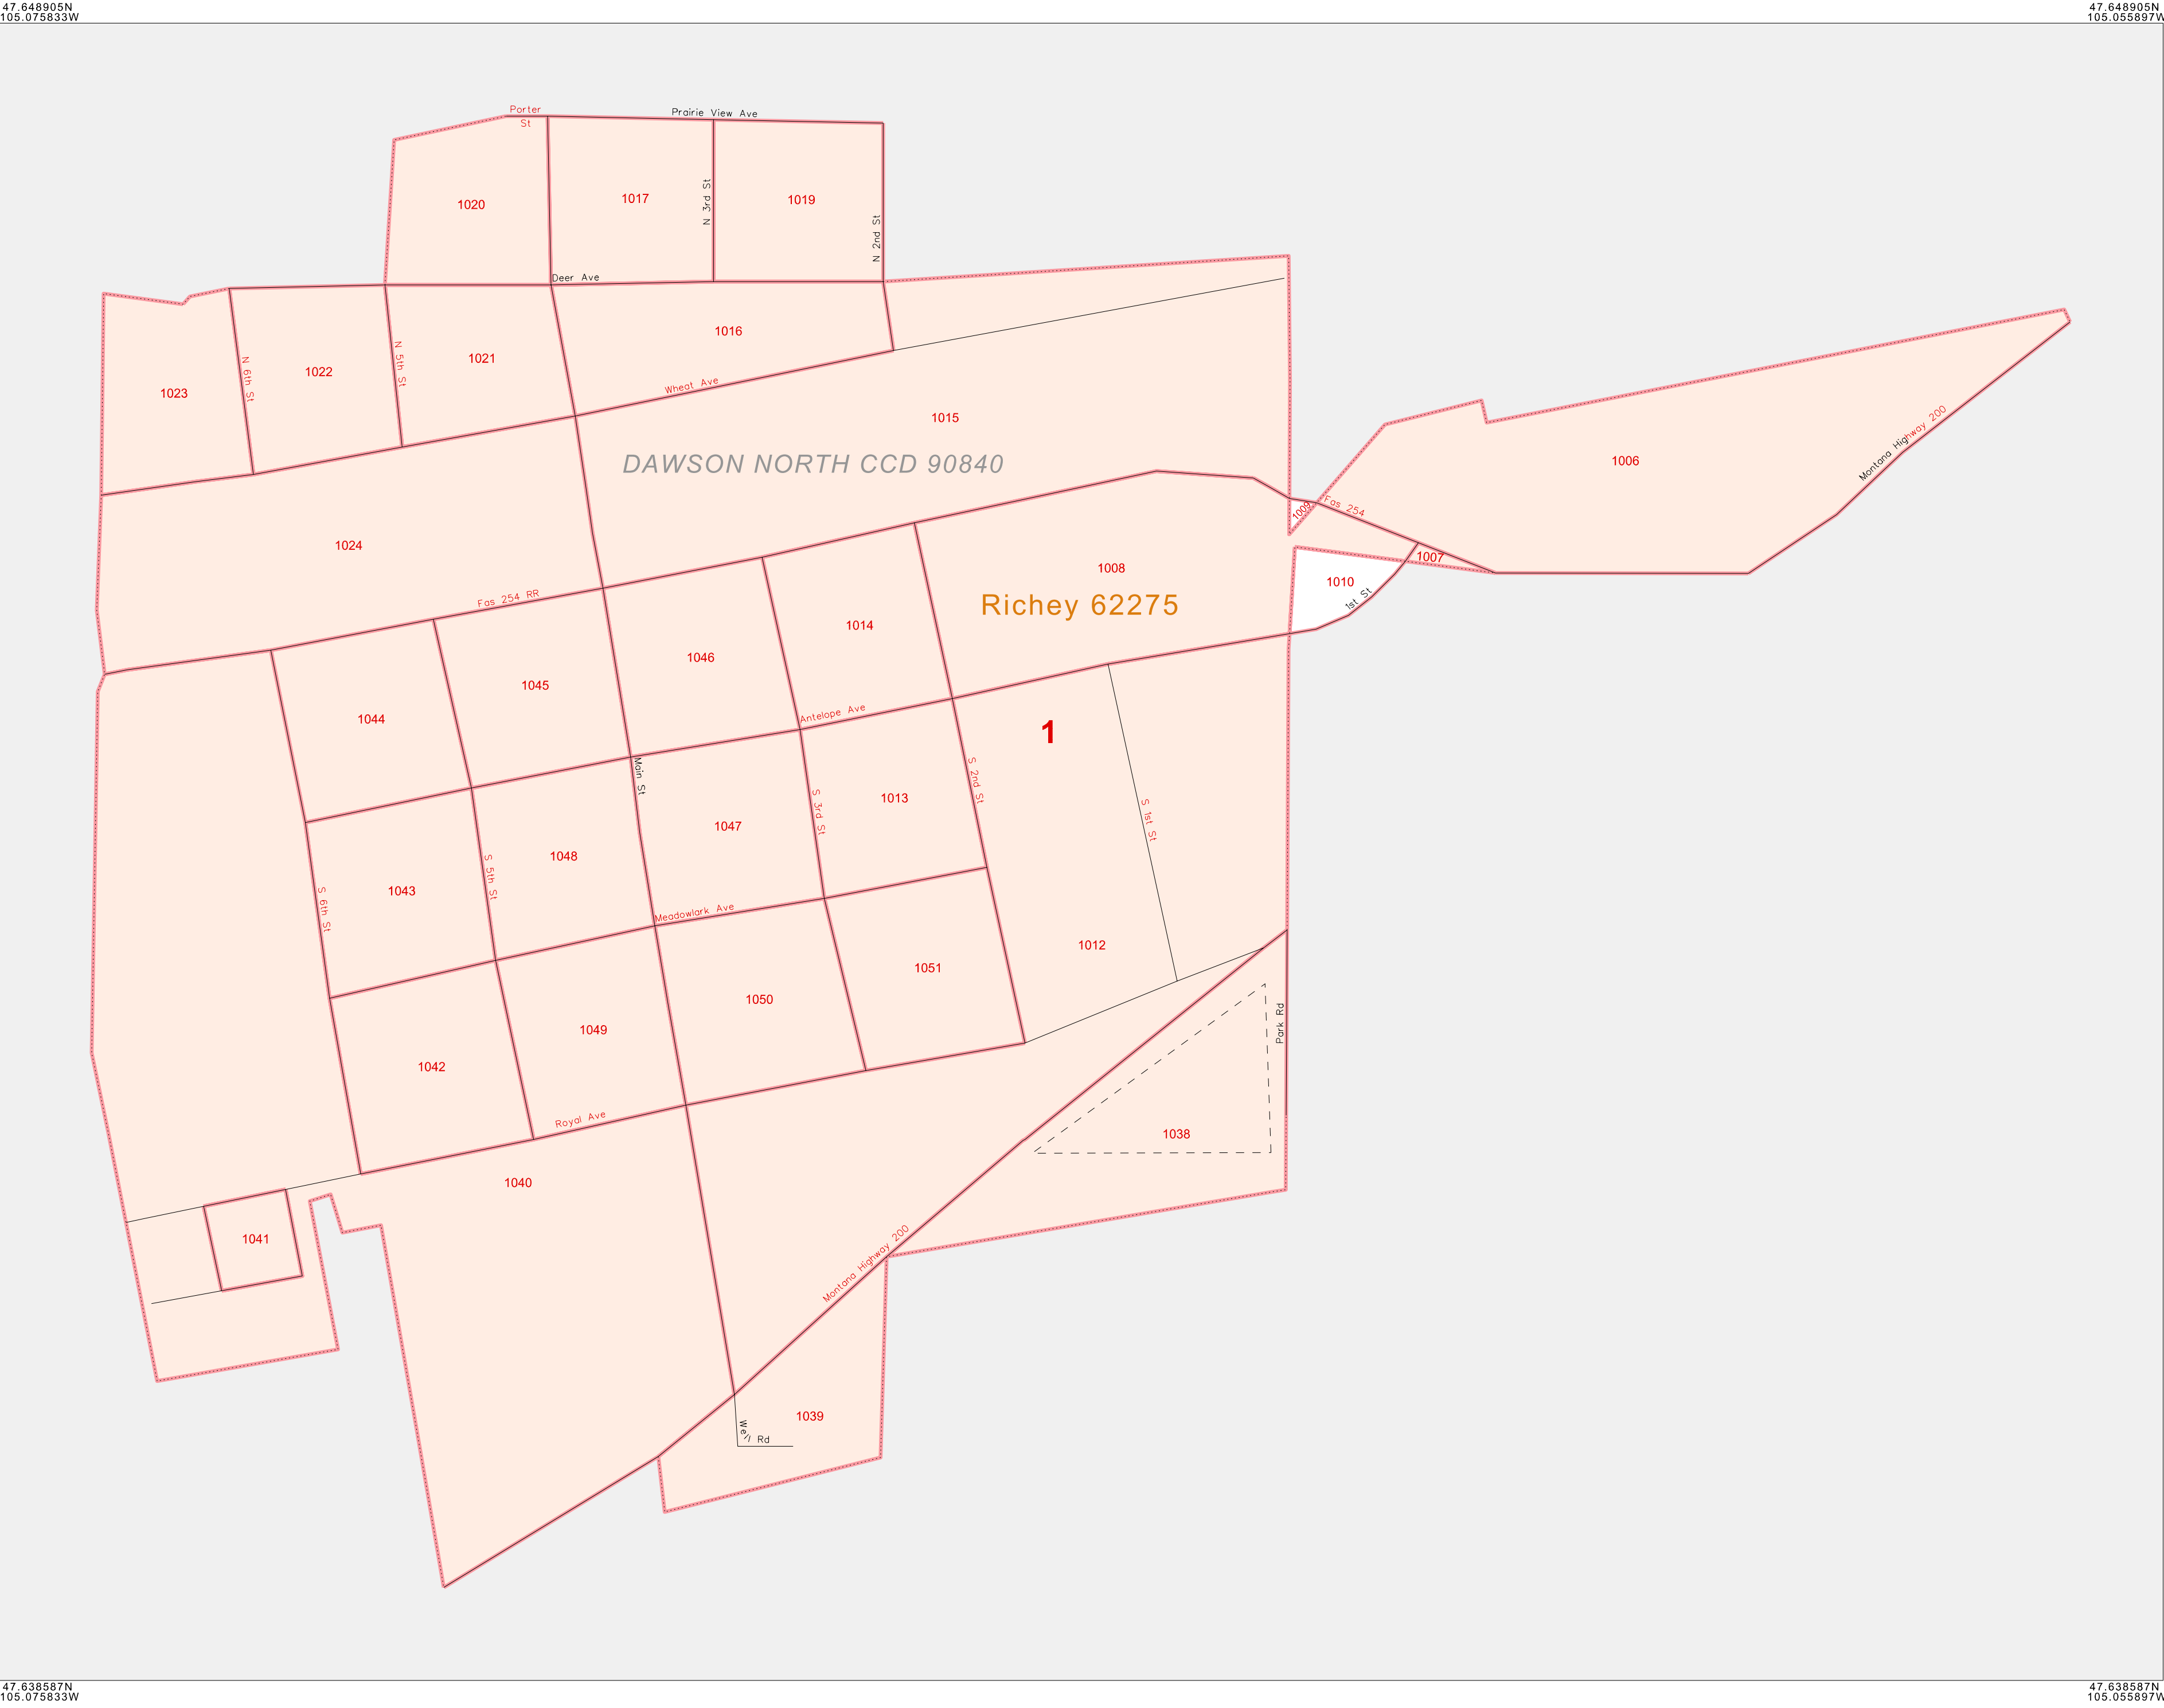 47.648905N
105.075833W
47.648905N
105.055897W
Porter
St
Prairie View Ave
1020
1017
N 3rd St
1019
N 2nd St
Deer Ave
1016
1023
N 6th St
1022
N 5th St
1021
Wheat Ave
1015
DAWSON NORTH CCD 90840
1006
Montana Highway 200
1009
Fas 254
1007
1010
1st St
1024
Fas 254 RR
1008
Richey 62275
1014
1046
1045
1044
Antelope Ave
1
Main St
S 2nd St
S 3rd St
1013
S 1st St
1047
1048
S 5th St
1043
S 6th St
Meadowlark Ave
1012
1051
1050
1049
Park Rd
1042
Royal Ave
1038
1040
1041
Montana Highway 200
1039
Well Rd
47.638587N
105.075833W
47.638587N
105.055897W